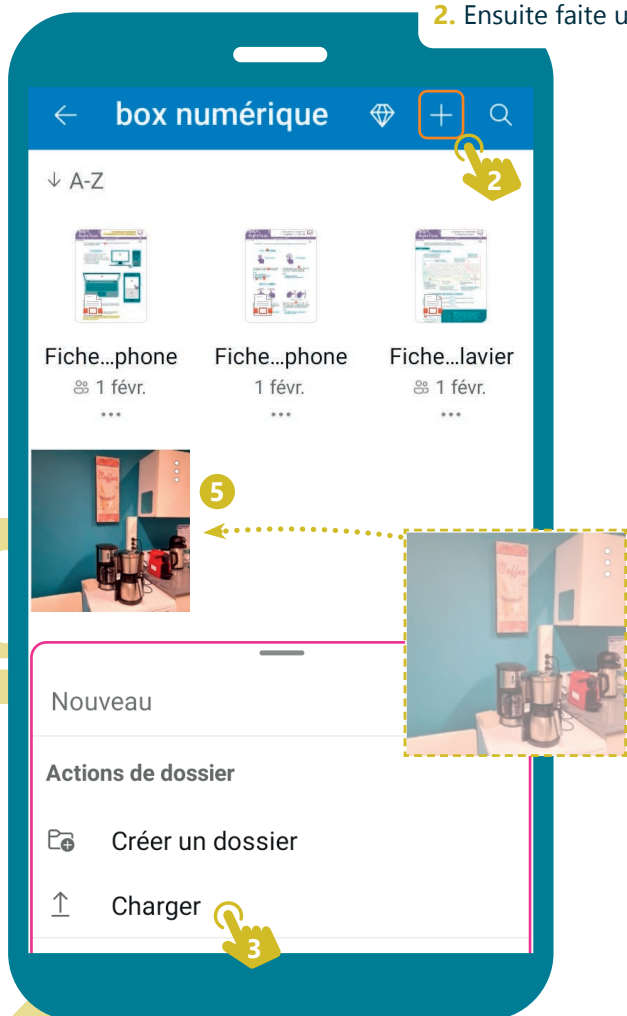 2. Ensuite faite u
box numérique
2
A-Z
Fiche...phone
Fiche...phone
Fiche...lavier
1 févr.
1 févr.
1 févr.
5
Nouveau
Actions de dossier
Créer un dossier
Charger
3